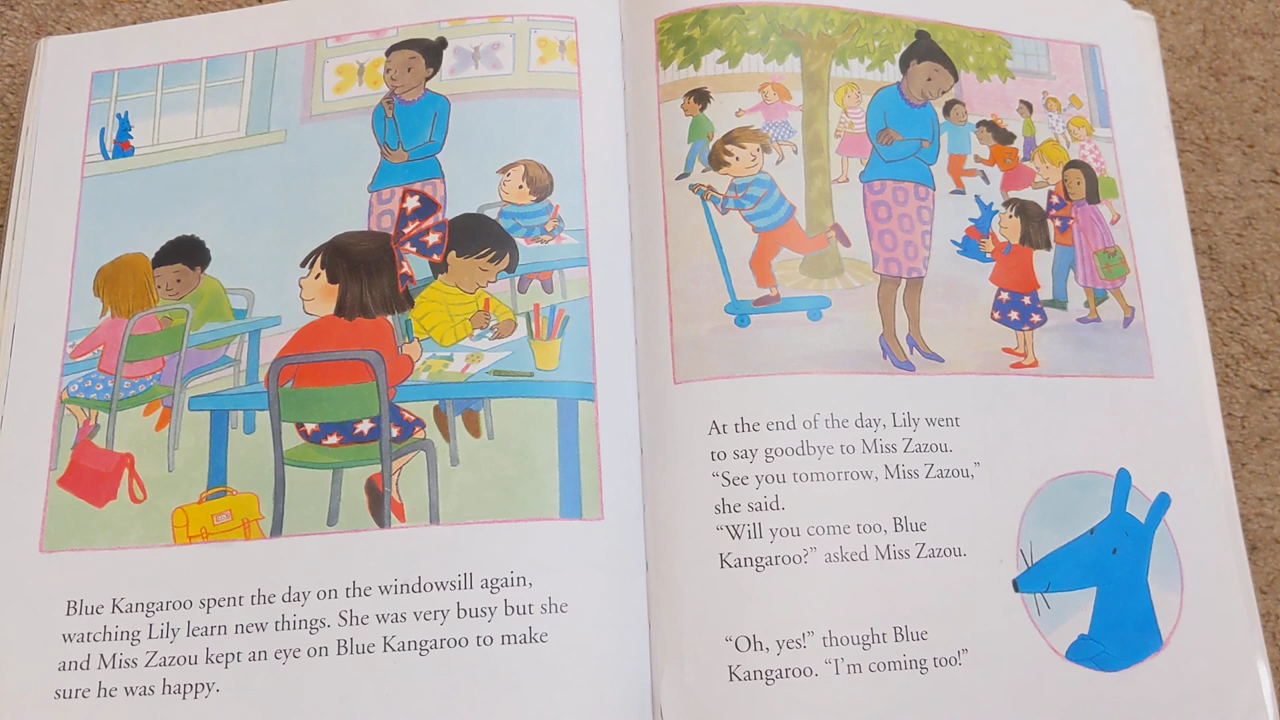 Blue Kangaroo spent the day on the windowsill again,
watching Lily learn new things. She was very busy but she
and Miss Zazou kept an eye on Blue Kangaroo to make
sure he was happy.
At the end of the day, Lily went
to say goodbye to Miss Zazou.
“See you tomorrow, Miss Zazou,”
she said.
“Will you come too, Blue
Kangaroo?” asked Miss Zazou.
“Oh, yes!” thought Blue
Kangaroo. “I’m coming too!”